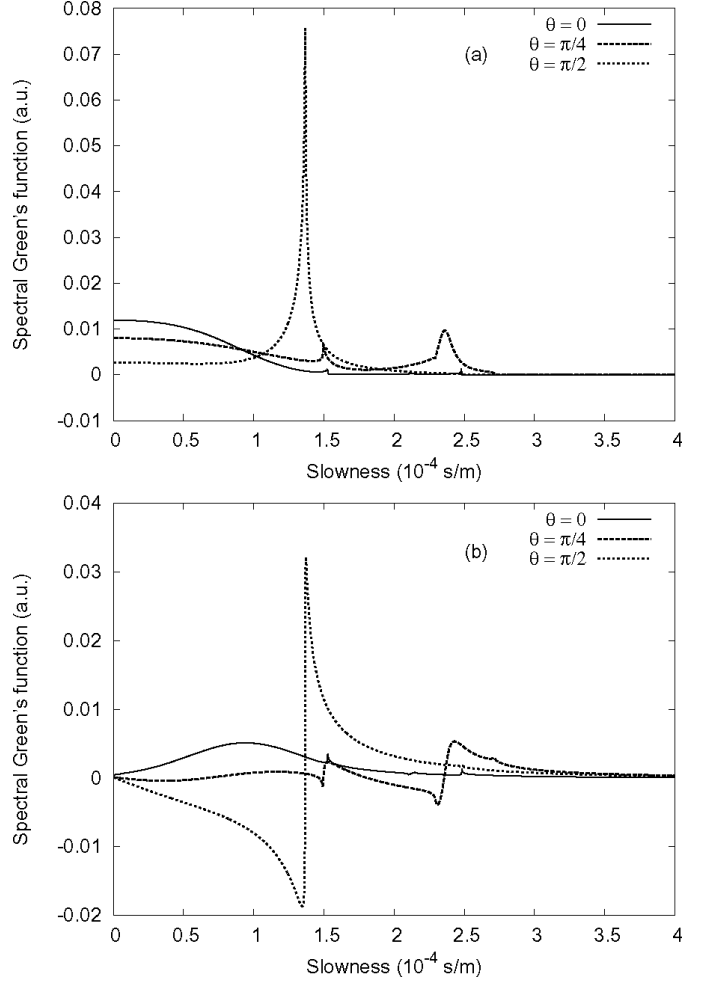 Spectral Green's function (a.u.)
0.08
0.07
0.06
0.05
0.04
0.03
0.02
0.01
0
-0.01
(a)
θ = 0
θ = π/4
θ = π/2
0 0.5 1 1.5 2 2.5 3 3.5 4
Slowness (10⁻⁴ s/m)
Spectral Green's function (a.u.)
0.04
0.03
0.02
0.01
0
-0.01
-0.02
(b)
θ = 0
θ = π/4
θ = π/2
0 0.5 1 1.5 2 2.5 3 3.5 4
Slowness (10⁻⁴ s/m)